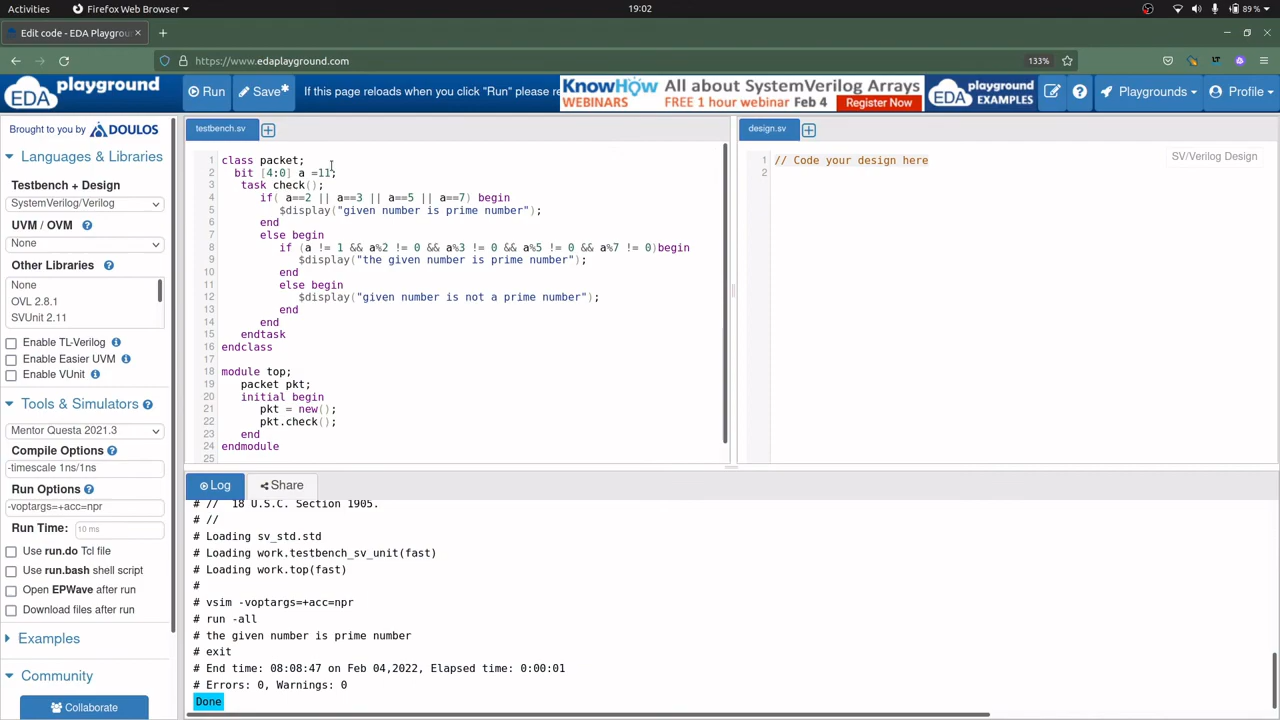 Activities
Firefox Web Browser
19:02
89 %
Edit code - EDA Playgrou
https://www.edaplayground.com
133%
EDA playground
Run
Save*
If this page reloads when you click "Run" please re
KnowHow WEBINARS
All about SystemVerilog Arrays
FREE 1 hour webinar Feb 4 Register Now
EDA playground EXAMPLES
Playgrounds
Profile
Brought to you by DOULOS
Languages & Libraries
Testbench + Design
SystemVerilog/Verilog
UVM / OVM
None
Other Libraries
None
OVL 2.8.1
SVUnit 2.11
Enable TL-Verilog
Enable Easier UVM
Enable VUnit
Tools & Simulators
Mentor Questa 2021.3
Compile Options
-timescale 1ns/1ns
Run Options
-voptargs=+acc=npr
Run Time: 10 ms
Use run.do Tcl file
Use run.bash shell script
Open EPWave after run
Download files after run
Examples
Community
Collaborate
testbench.sv
1 class packet;
2 bit [4:0] a =11;
3 task check();
4 if( a==2 || a==3 || a==5 || a==7) begin
5 $display("given number is prime number");
6 end
7 else begin
8 if (a != 1 && a%2 != 0 && a%3 != 0 && a%5 != 0 && a%7 != 0)begin
9 $display("the given number is prime number");
10 end
11 else begin
12 $display("given number is not a prime number");
13 end
14 end
15 endtask
16 endclass
17
18 module top;
19 packet pkt;
20 initial begin
21 pkt = new();
22 pkt.check();
23 end
24 endmodule
25
design.sv
1 // Code your design here
2
SV/Verilog Design
Log
Share
# // 18 U.S.C. Section 1905.
# //
# Loading sv_std.std
# Loading work.testbench_sv_unit(fast)
# Loading work.top(fast)
#
# vsim -voptargs=+acc=npr
# run -all
# the given number is prime number
# exit
# End time: 08:08:47 on Feb 04,2022, Elapsed time: 0:00:01
# Errors: 0, Warnings: 0
Done